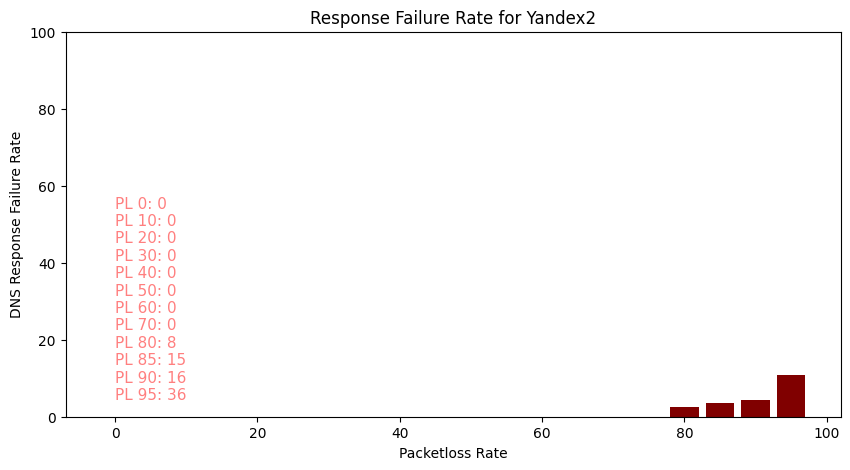 Response Failure Rate for Yandex2
100
80
60
40
20
0
DNS Response Failure Rate
PL 0: 0
PL 10: 0
PL 20: 0
PL 30: 0
PL 40: 0
PL 50: 0
PL 60: 0
PL 70: 0
PL 80: 8
PL 85: 15
PL 90: 16
PL 95: 36
0 20 40 60 80 100
Packetloss Rate